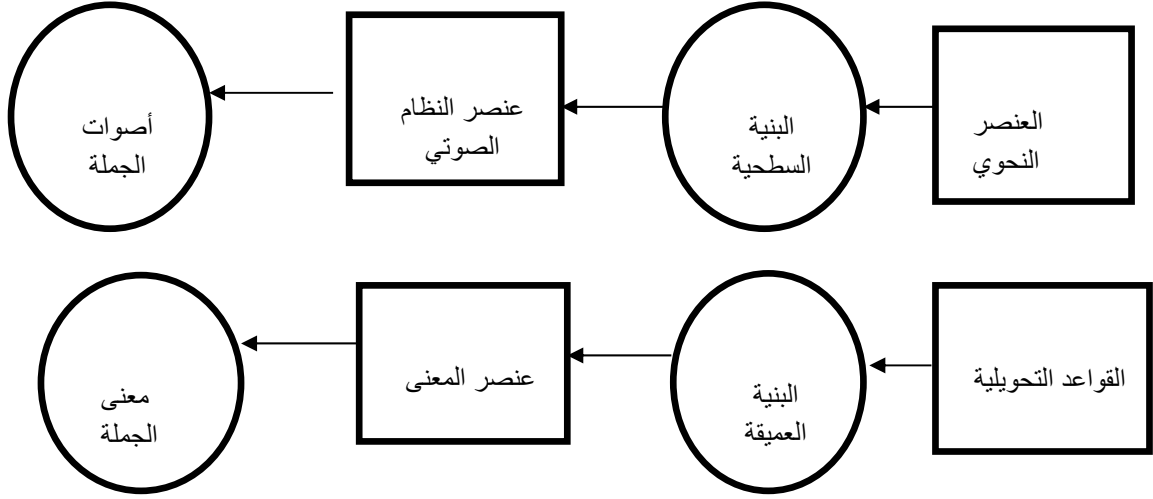 العنصر
النحوي
البنية
السطحية
عنصر النظام
الصوتي
أصوات
الجملة
القواعد التحويلية
البنية
العميقة
عنصر المعنى
معنى
الجملة